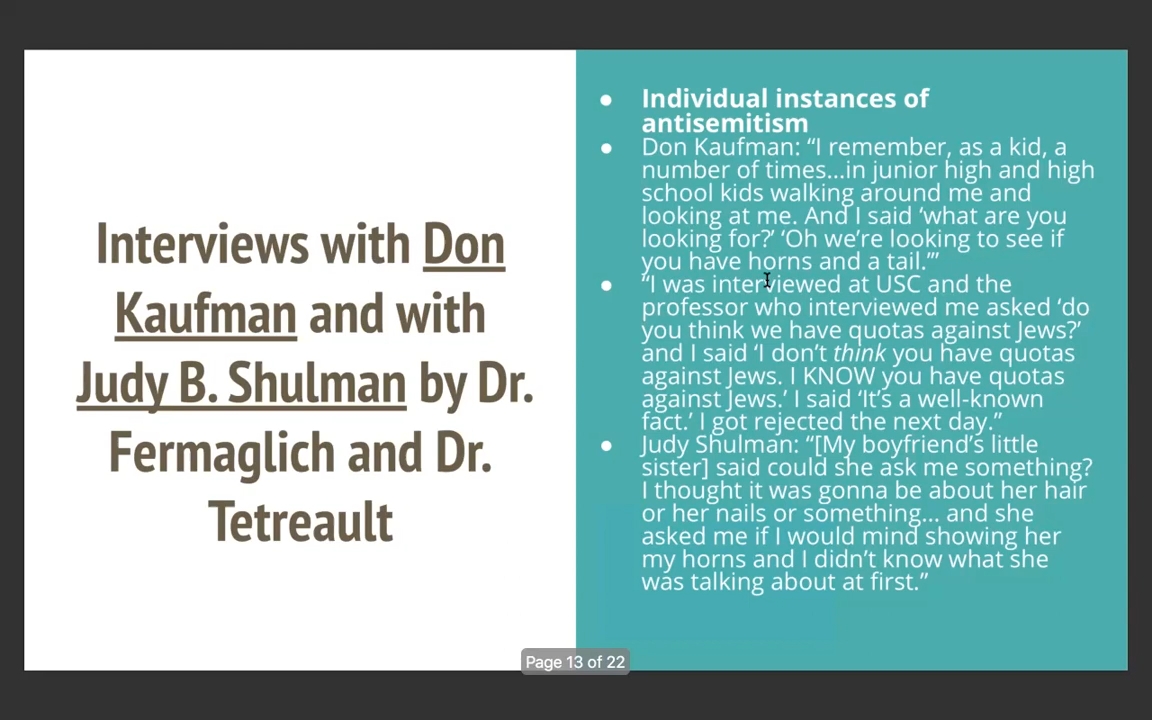 Interviews with Don
Kaufman and with
Judy B. Shulman by Dr.
Fermaglich and Dr.
Tetreault
● Individual instances of
antisemitism
● Don Kaufman: “I remember, as a kid, a
number of times...in junior high and high
school kids walking around me and
looking at me. And I said ‘what are you
looking for?’ ‘Oh we’re looking to see if
you have horns and a tail.’”
● “I was interviewed at USC and the
professor who interviewed me asked ‘do
you think we have quotas against Jews?’
and I said ‘I don’t think you have quotas
against Jews. I KNOW you have quotas
against Jews.’ I said ‘It’s a well-known
fact.’ I got rejected the next day.”
● Judy Shulman: “[My boyfriend’s little
sister] said could she ask me something?
I thought it was gonna be about her hair
or her nails or something... and she
asked me if I would mind showing her
my horns and I didn’t know what she
was talking about at first.”
Page 13 of 22